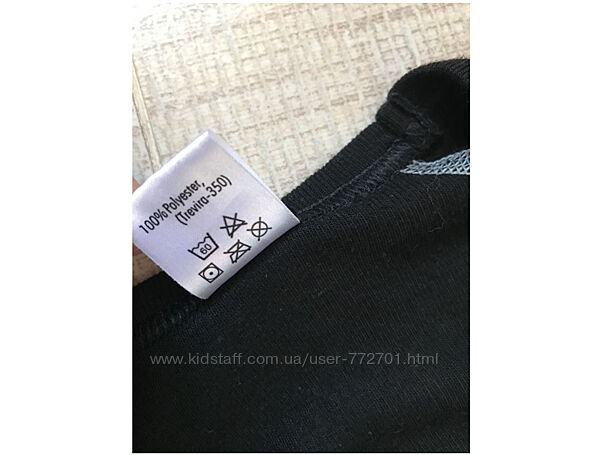 100% Polyester,
(Trevira-350)
60
www.kidstaff.com.ua/user-772701.html